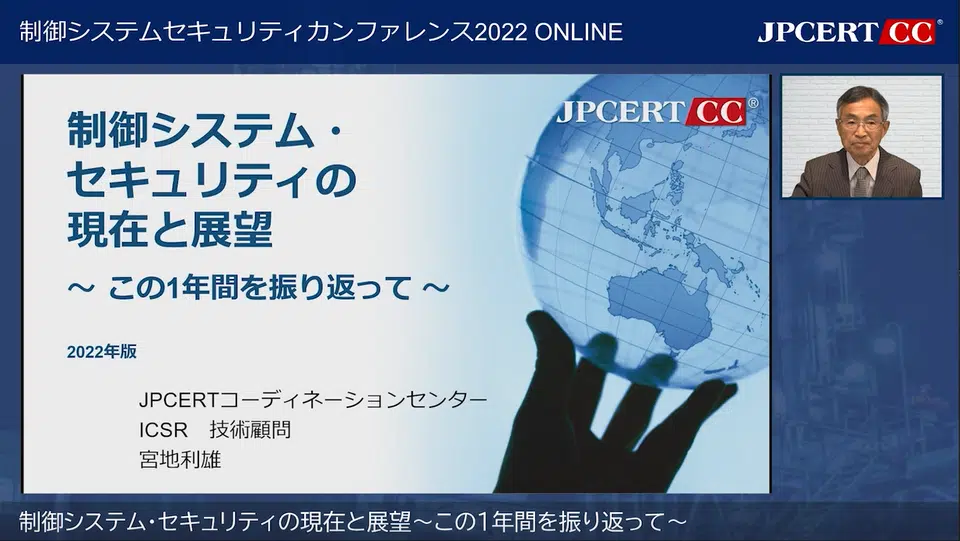 制御システムセキュリティカンファレンス2022 ONLINE
JPCERT CC®
JPCERT CC®
制御システム・
セキュリティの
現在と展望
～ この1年間を振り返って ～
2022年版
JPCERTコーディネーションセンター
ICSR 技術顧問
宮地利雄
制御システム・セキュリティの現在と展望～この１年間を振り返って～